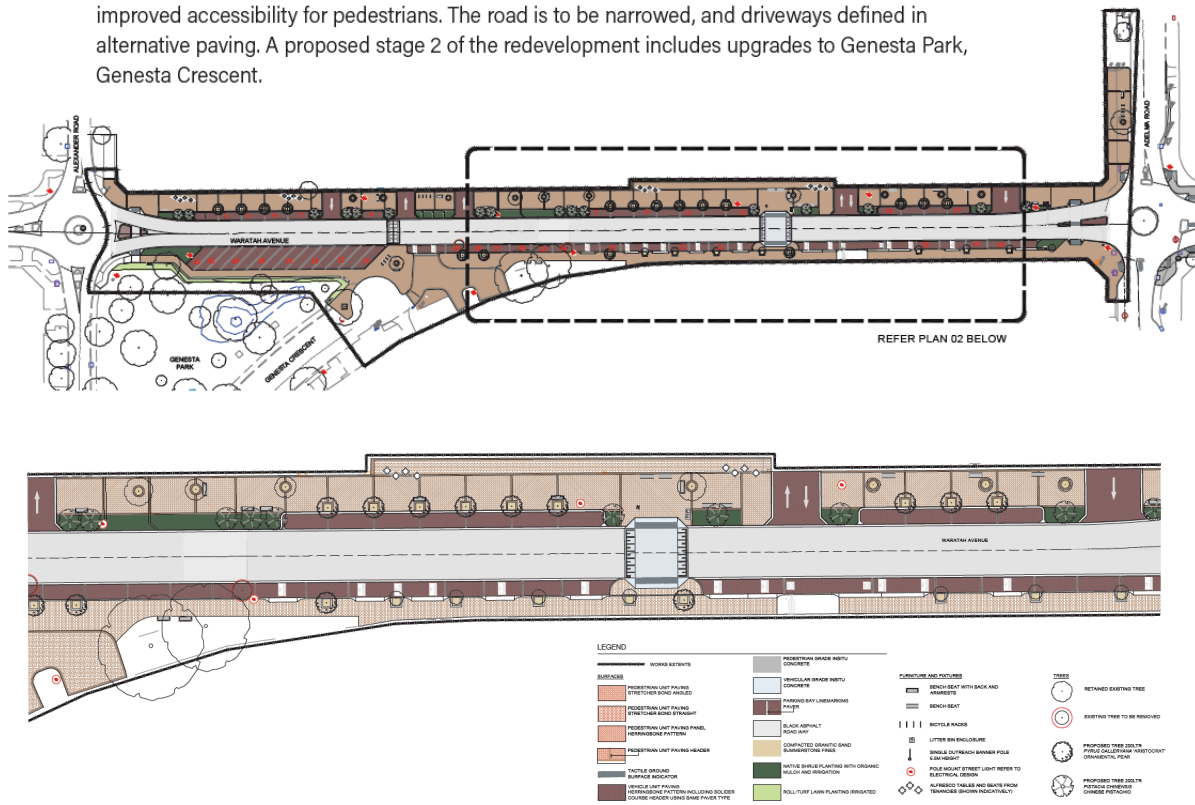 improved accessibility for pedestrians. The road is to be narrowed, and driveways defined in
alternative paving. A proposed stage 2 of the redevelopment includes upgrades to Genesta Park,
Genesta Crescent.
ALEXANDER ROAD
ADELMA ROAD
WARATAH AVENUE
GENESTA
PARK
GENESTA CRESCENT
REFER PLAN 02 BELOW
WARATAH AVENUE
LEGEND
WORKS EXTENTS
SURFACES
PEDESTRIAN UNIT PAVING
STRETCHER BOND ANGLED
PEDESTRIAN UNIT PAVING
STRETCHER BOND STRAIGHT
PEDESTRIAN UNIT PAVING PANEL
HERRINGBONE PATTERN
PEDESTRIAN UNIT PAVING HEADER
TACTILE GROUND
SURFACE INDICATOR
VEHICLE UNIT PAVING
HERRINGBONE PATTERN INCLUDING SOLIDER
COURSE HEADER USING SAME PAVER TYPE
PEDESTRIAN GRADE INSITU
CONCRETE
VEHICULAR GRADE INSITU
CONCRETE
PARKING BAY LINEMARKING
PAVER
BLACK ASPHALT
ROAD WAY
COMPACTED GRANITIC SAND
SUMMERSTONE FINES
NATIVE SHRUB PLANTING WITH ORGANIC
MULCH AND IRRIGATION
ROLL-TURF LAWN PLANTING IRRIGATED
FURNITURE AND FIXTURES
BENCH SEAT WITH BACK AND
ARMRESTS
BENCH SEAT
BICYCLE RACKS
LITTER BIN ENCLOSURE
SINGLE OUTREACH BANNER POLE
6.5M HEIGHT
POLE MOUNT STREET LIGHT REFER TO
ELECTRICAL DESIGN
ALFRESCO TABLES AND SEATS FROM
TENANCIES (SHOWN INDICATIVELY)
TREES
RETAINED EXISTING TREE
EXISTING TREE TO BE REMOVED
PROPOSED TREE 200LTR
PYRUS CALLERYANA 'ARISTOCRAT'
ORNAMENTAL PEAR
PROPOSED TREE 200LTR
PISTACIA CHINENSIS
CHINESE PISTACHIO